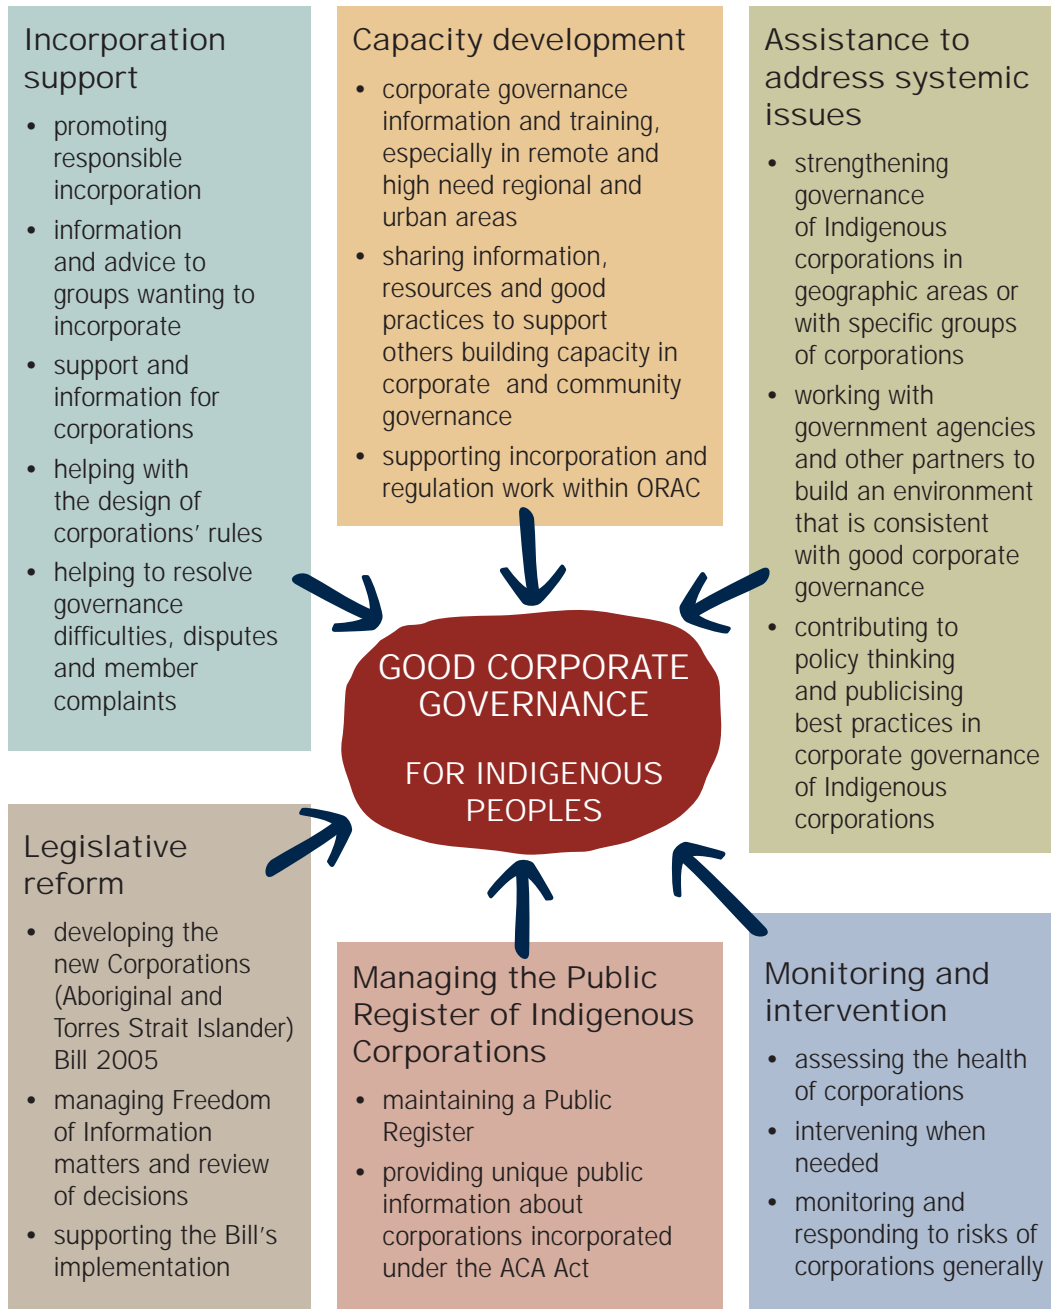 Incorporation
support
• promoting
responsible
incorporation
• information
and advice to
groups wanting to
incorporate
• support and
information for
corporations
• helping with
the design of
corporations' rules
• helping to resolve
governance
difficulties, disputes
and member
complaints
Capacity development
• corporate governance
information and training,
especially in remote and
high need regional and
urban areas
• sharing information,
resources and good
practices to support
others building capacity in
corporate and community
governance
• supporting incorporation and
regulation work within ORAC
Assistance to
address systemic
issues
• strengthening
governance
of Indigenous
corporations in
geographic areas or
with specific groups
of corporations
• working with
government agencies
and other partners to
build an environment
that is consistent
with good corporate
governance
• contributing to
policy thinking
and publicising
best practices in
corporate governance
of Indigenous
corporations
GOOD CORPORATE
GOVERNANCE
FOR INDIGENOUS
PEOPLES
Legislative
reform
• developing the
new Corporations
(Aboriginal and
Torres Strait Islander)
Bill 2005
• managing Freedom
of Information
matters and review
of decisions
• supporting the Bill's
implementation
Managing the Public
Register of Indigenous
Corporations
• maintaining a Public
Register
• providing unique public
information about
corporations incorporated
under the ACA Act
Monitoring and
intervention
• assessing the health
of corporations
• intervening when
needed
• monitoring and
responding to risks of
corporations generally